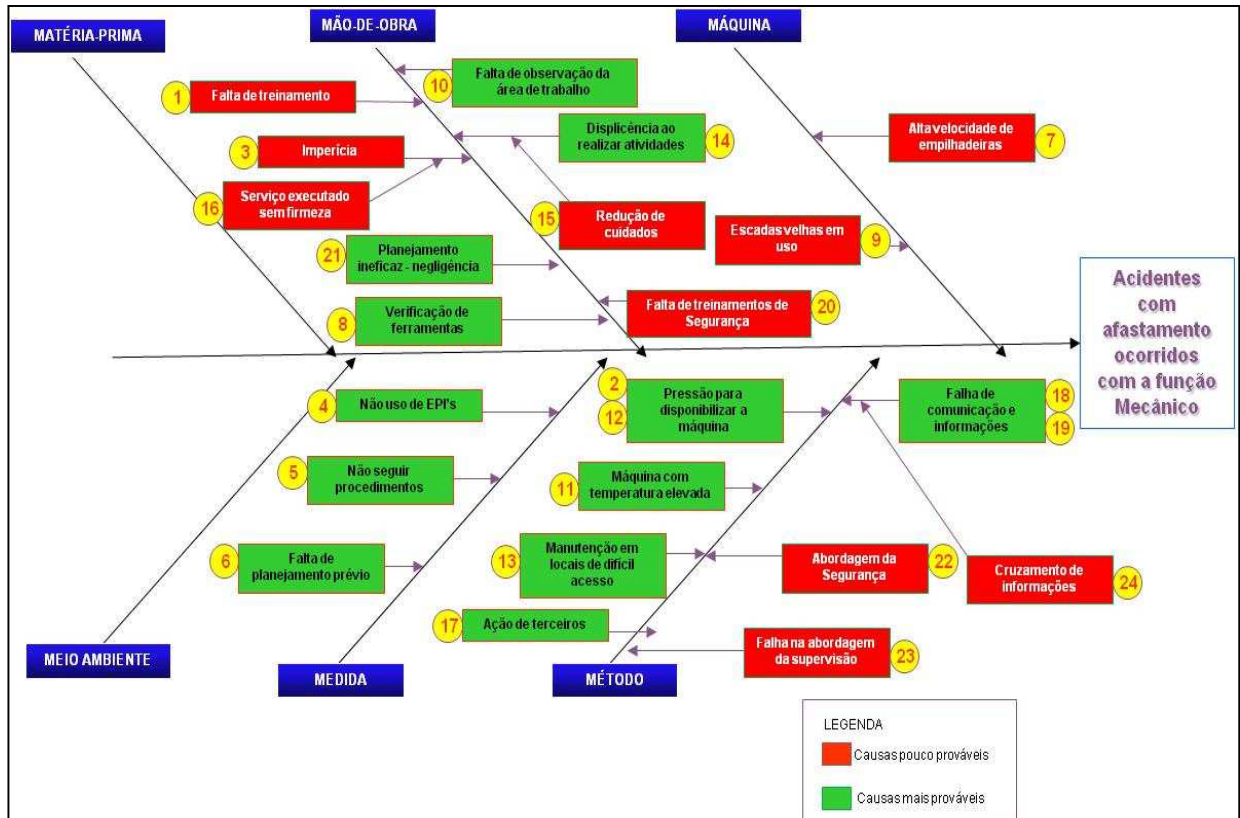 MATÉRIA-PRIMA
MÃO-DE-OBRA
MÁQUINA
1
Falta de treinamento
10
Falta de observação da
área de trabalho
3
Imperícia
Displicência ao
realizar atividades
14
Alta velocidade de
empilhadeiras
7
16
Serviço executado
sem firmeza
15
Redução de
cuidados
Escadas velhas em
uso
9
21
Planejamento
ineficaz - negligência
8
Verificação de
ferramentas
Falta de treinamentos de
Segurança
20
Acidentes
com
afastamento
ocorridos
com a função
Mecânico
4
Não uso de EPI's
2
12
Pressão para
disponibilizar a
máquina
Falha de
comunicação e
informações
18
19
5
Não seguir
procedimentos
11
Máquina com
temperatura elevada
6
Falta de
planejamento prévio
13
Manutenção em
locais de difícil
acesso
Abordagem da
Segurança
22
Cruzamento de
informações
24
17
Ação de terceiros
Falha na abordagem
da supervisão
23
MEIO AMBIENTE
MEDIDA
MÉTODO
LEGENDA
Causas pouco prováveis
Causas mais prováveis